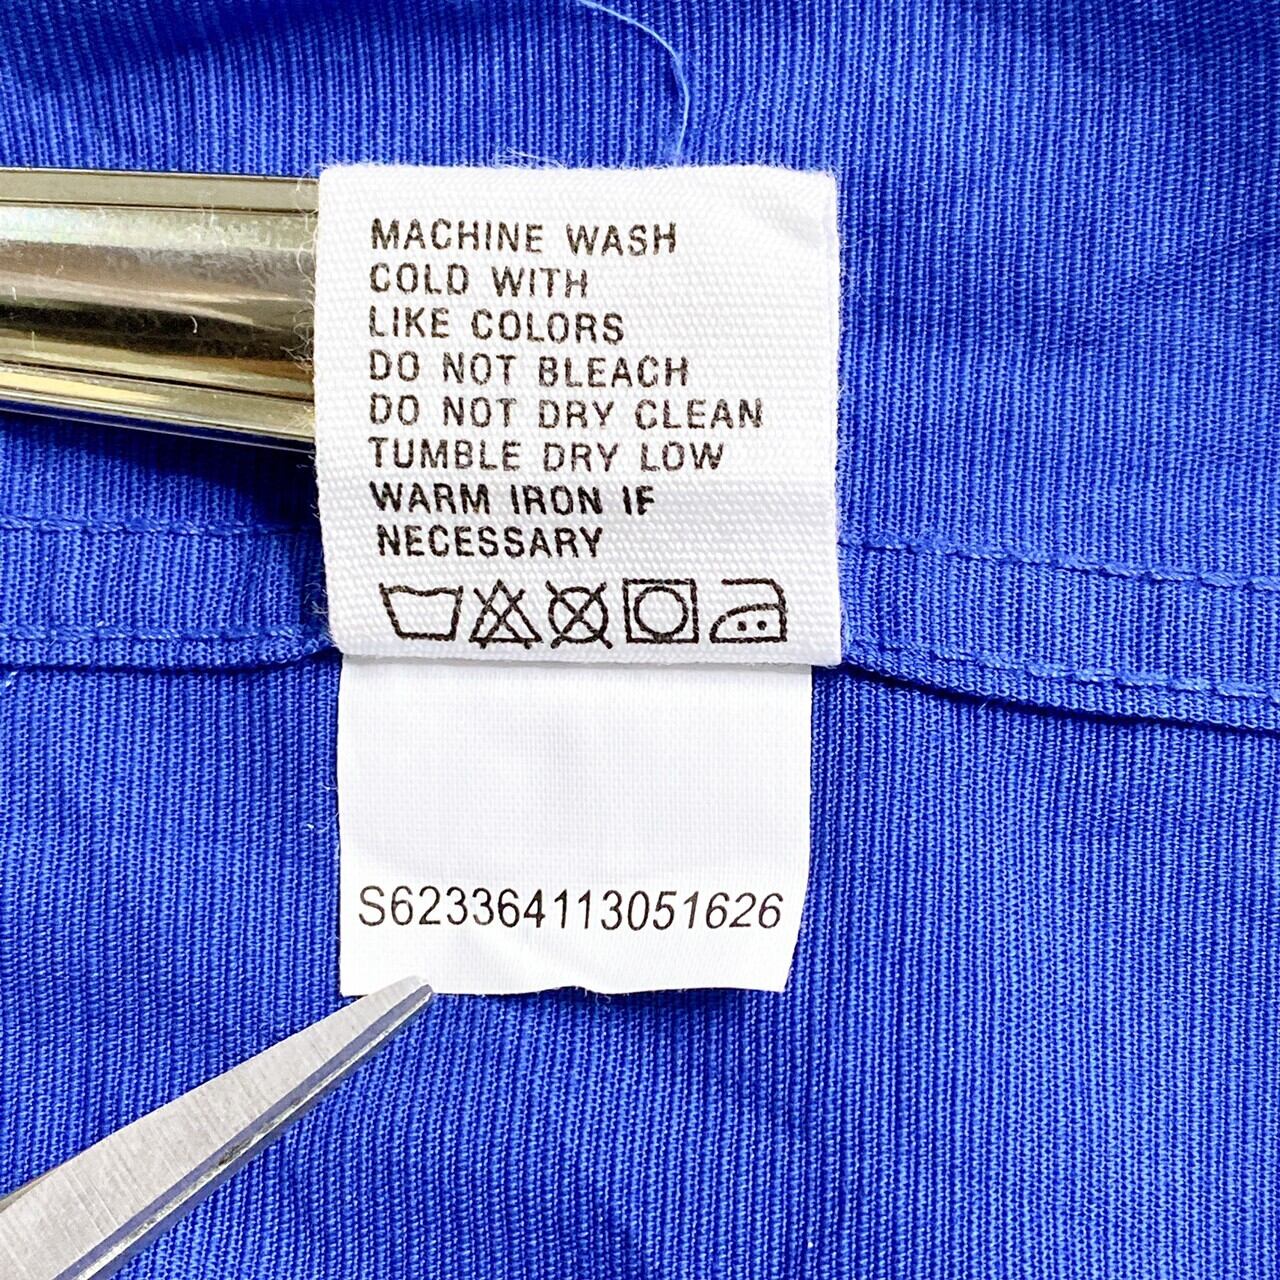 MACHINE WASH
COLD WITH
LIKE COLORS
DO NOT BLEACH
DO NOT DRY CLEAN
TUMBLE DRY LOW
WARM IRON IF
NECESSARY
S623364113051626